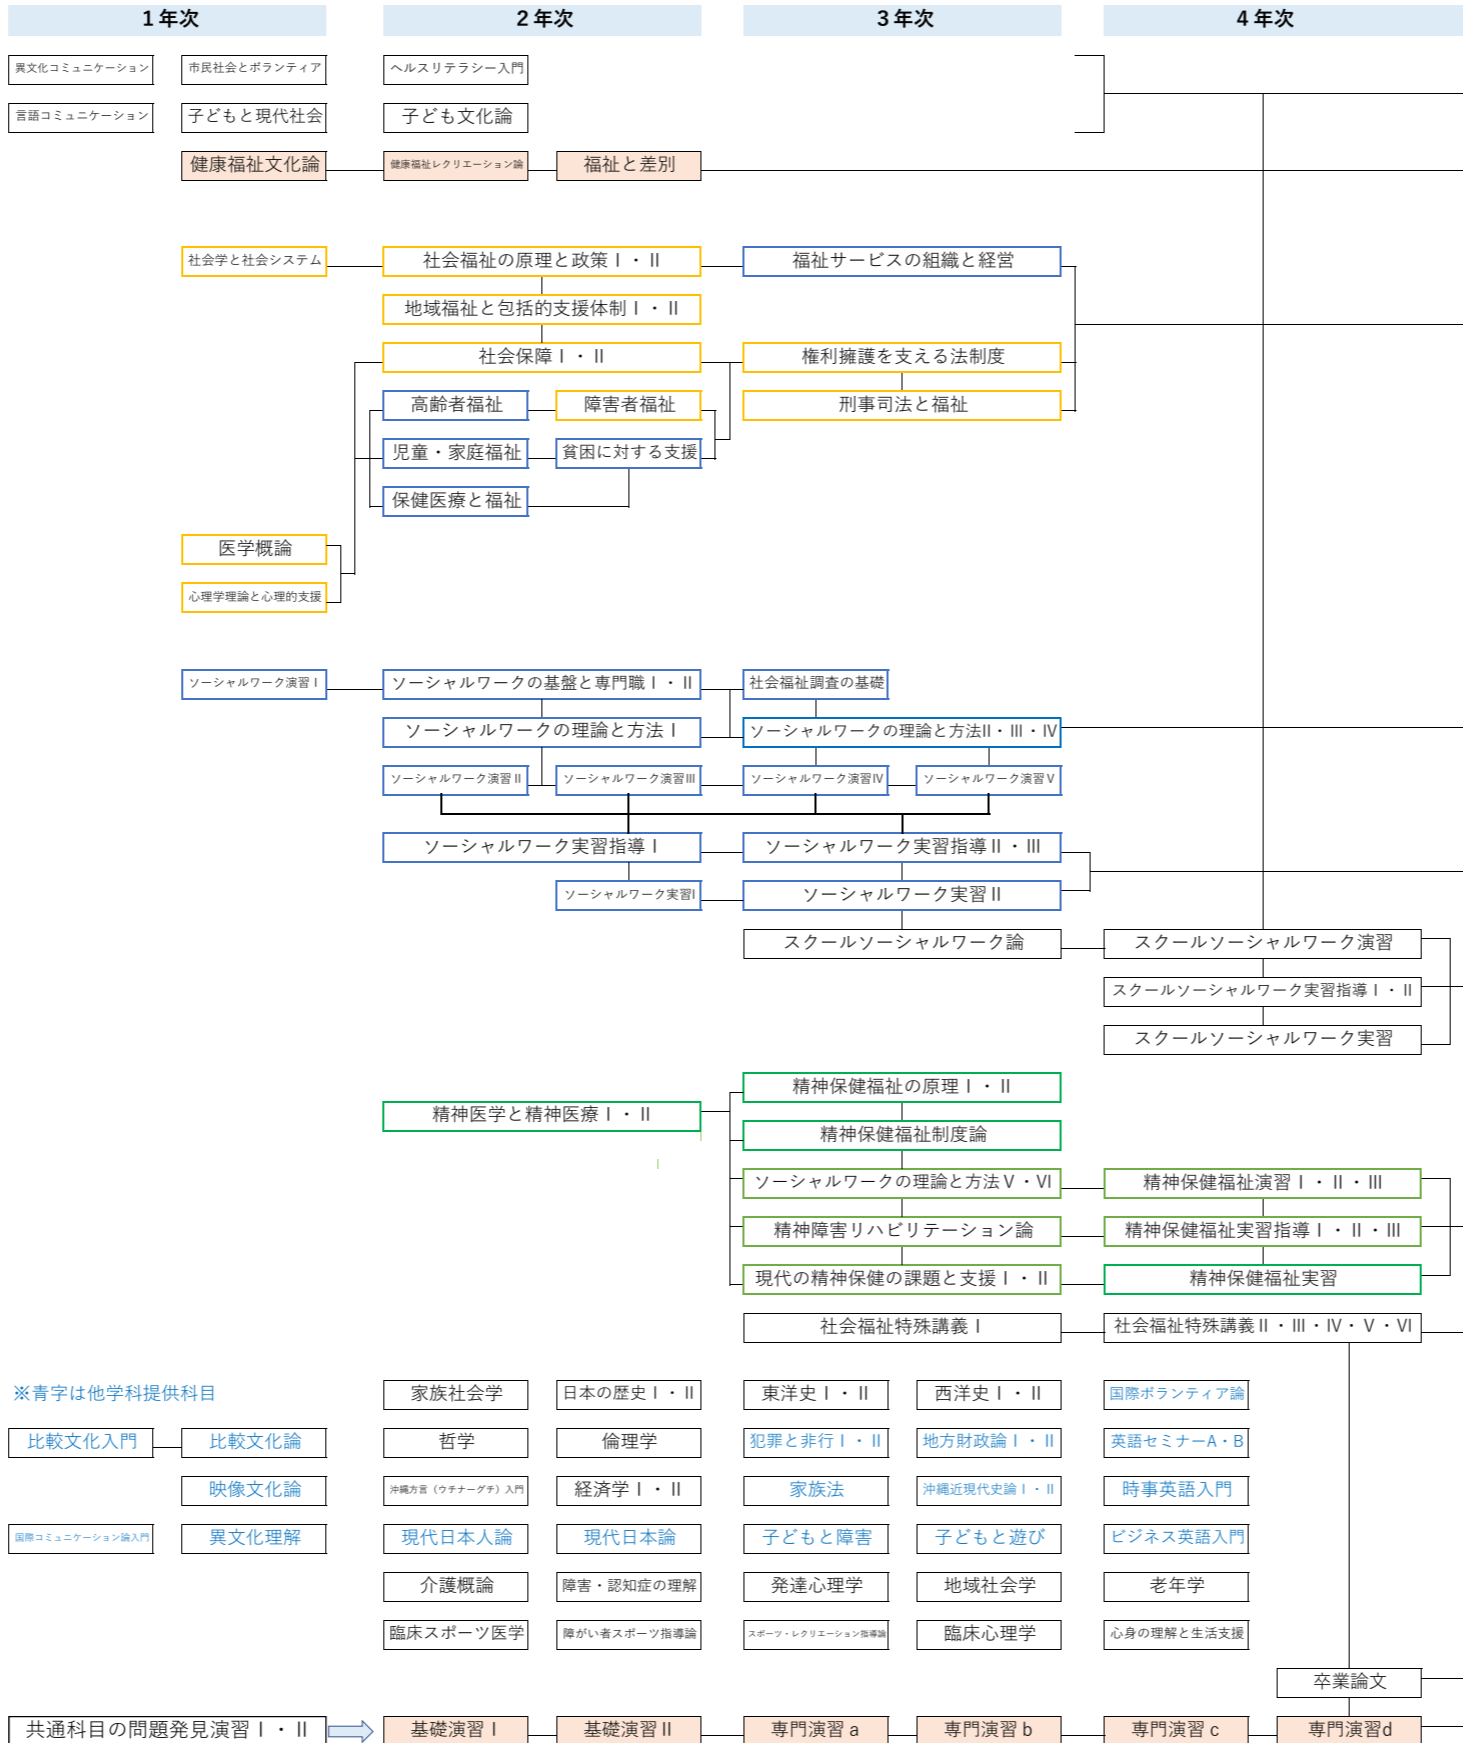 1年次 2年次 3年次 4年次
異文化コミュニケーション 市民社会とボランティア ヘルスリテラシー入門
言語コミュニケーション 子どもと現代社会 子ども文化論
健康福祉文化論 健康福祉レクリエーション論 福祉と差別
社会学と社会システム 社会福祉の原理と政策Ⅰ・Ⅱ 福祉サービスの組織と経営
地域福祉と包括的支援体制Ⅰ・Ⅱ
社会保障Ⅰ・Ⅱ 権利擁護を支える法制度
高齢者福祉 障害者福祉 刑事司法と福祉
児童・家庭福祉 貧困に対する支援
保健医療と福祉
医学概論
心理学理論と心理的支援
ソーシャルワーク演習Ⅰ ソーシャルワークの基盤と専門職Ⅰ・Ⅱ 社会福祉調査の基礎
ソーシャルワークの理論と方法Ⅰ ソーシャルワークの理論と方法Ⅱ・Ⅲ・Ⅳ
ソーシャルワーク演習Ⅱ ソーシャルワーク演習Ⅲ ソーシャルワーク演習Ⅳ ソーシャルワーク演習Ⅴ
ソーシャルワーク実習指導Ⅰ ソーシャルワーク実習指導Ⅱ・Ⅲ
ソーシャルワーク実習Ⅰ ソーシャルワーク実習Ⅱ
スクールソーシャルワーク論 スクールソーシャルワーク演習
スクールソーシャルワーク実習指導Ⅰ・Ⅱ
スクールソーシャルワーク実習
精神保健福祉の原理Ⅰ・Ⅱ
精神医学と精神医療Ⅰ・Ⅱ
精神保健福祉制度論
ソーシャルワークの理論と方法Ⅴ・Ⅵ 精神保健福祉演習Ⅰ・Ⅱ・Ⅲ
精神障害リハビリテーション論 精神保健福祉実習指導Ⅰ・Ⅱ・Ⅲ
現代の精神保健の課題と支援Ⅰ・Ⅱ 精神保健福祉実習
社会福祉特殊講義Ⅰ 社会福祉特殊講義Ⅱ・Ⅲ・Ⅳ・Ⅴ・Ⅵ
※青字は他学科提供科目 家族社会学 日本の歴史Ⅰ・Ⅱ 東洋史Ⅰ・Ⅱ 西洋史Ⅰ・Ⅱ 国際ボランティア論
比較文化入門 比較文化論 哲学 倫理学 犯罪と非行Ⅰ・Ⅱ 地方財政論Ⅰ・Ⅱ 英語セミナーA・B
映像文化論 沖縄方言（ウチナーグチ）入門 経済学Ⅰ・Ⅱ 家族法 沖縄近現代史論Ⅰ・Ⅱ 時事英語入門
国際コミュニケーション論入門 異文化理解 現代日本人論 現代日本論 子どもと障害 子どもと遊び ビジネス英語入門
介護概論 障害・認知症の理解 発達心理学 地域社会学 老年学
臨床スポーツ医学 障がい者スポーツ指導論 スポーツ・レクリエーション指導論 臨床心理学 心身の理解と生活支援
卒業論文
共通科目の問題発見演習Ⅰ・Ⅱ 基礎演習Ⅰ 基礎演習Ⅱ 専門演習a 専門演習b 専門演習c 専門演習d